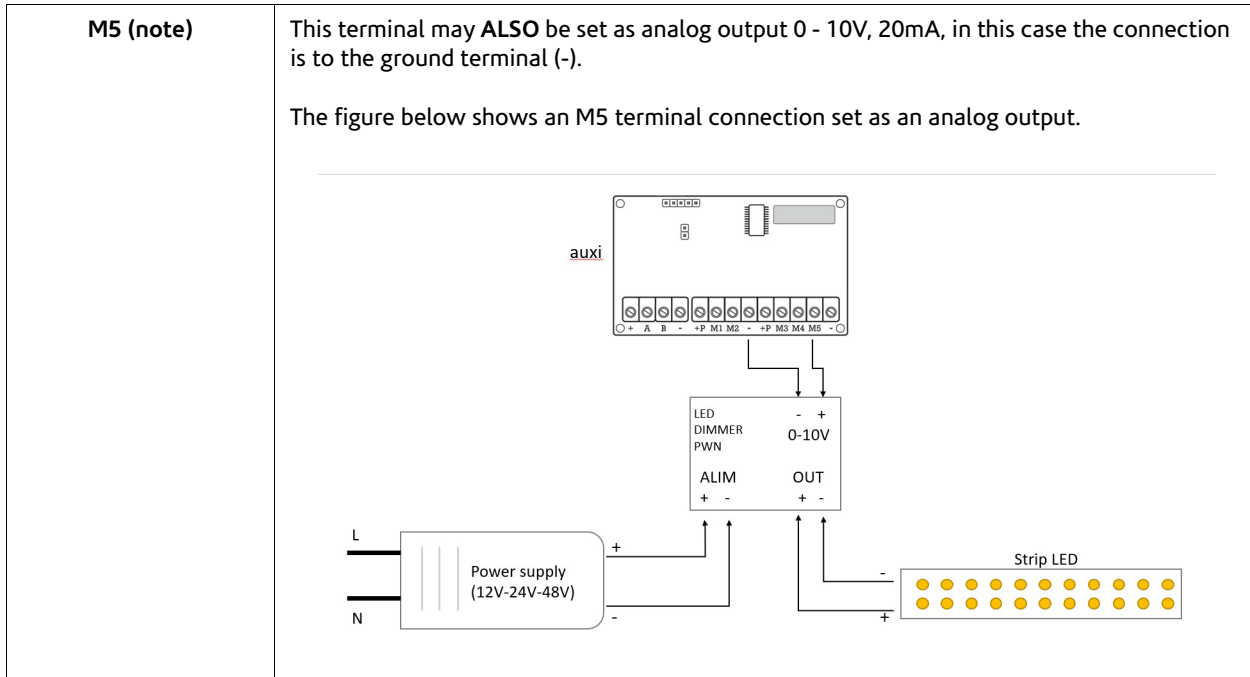 M5 (note)
This terminal may ALSO be set as analog output 0 - 10V, 20mA, in this case the connection
is to the ground terminal (-).
The figure below shows an M5 terminal connection set as an analog output.
auxi
+ A B - +P M1 M2 - +P M3 M4 M5 -
LED
DIMMER
PWN
- +
0-10V
ALIM
+ -
OUT
+ -
L
N
Power supply
(12V-24V-48V)
+
-
Strip LED
-
+